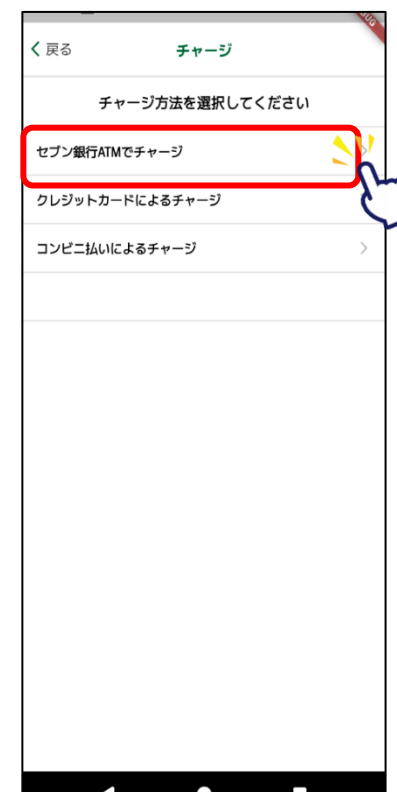 戻る
チャージ
チャージ方法を選択してください
セブン銀行ATMでチャージ
クレジットカードによるチャージ
コンビニ払いによるチャージ